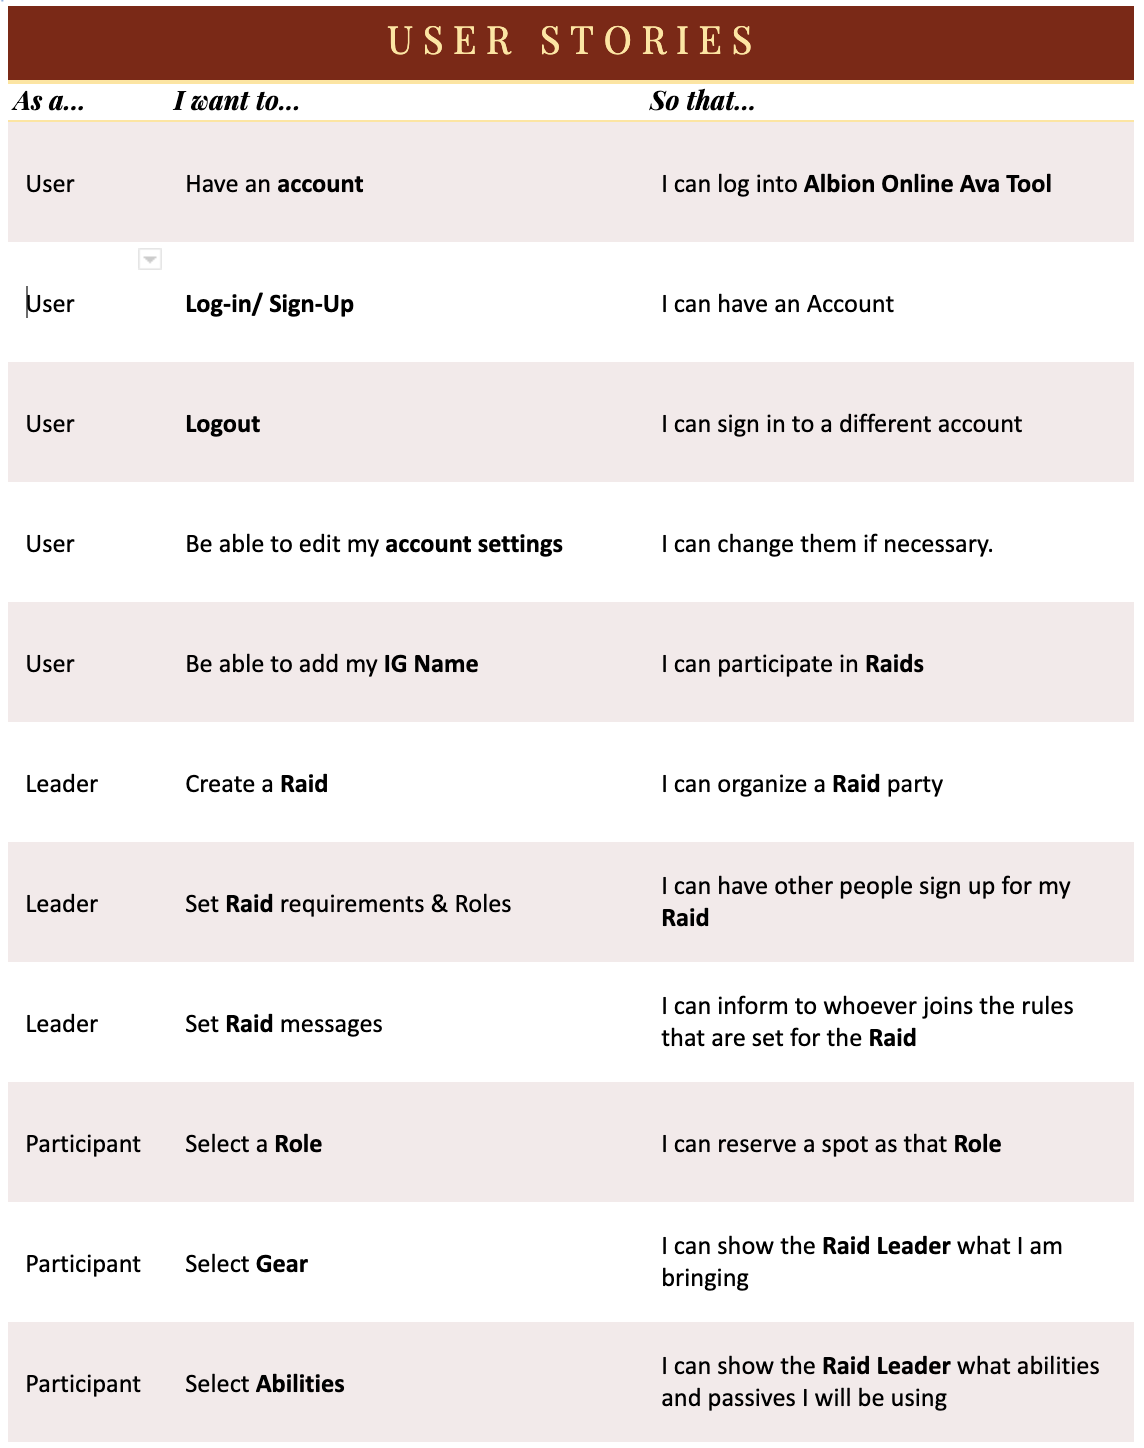 USER STORIES
As a... I want to... So that...
User Have an account I can log into Albion Online Ava Tool
User Log-in/ Sign-Up I can have an Account
User Logout I can sign in to a different account
User Be able to edit my account settings I can change them if necessary.
User Be able to add my IG Name I can participate in Raids
Leader Create a Raid I can organize a Raid party
Leader Set Raid requirements & Roles I can have other people sign up for my
Raid
Leader Set Raid messages I can inform to whoever joins the rules
that are set for the Raid
Participant Select a Role I can reserve a spot as that Role
Participant Select Gear I can show the Raid Leader what I am
bringing
Participant Select Abilities I can show the Raid Leader what abilities
and passives I will be using